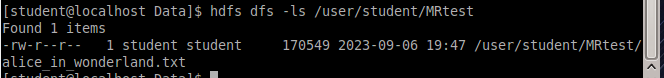 [student@localhost Data]$ hdfs dfs -ls /user/student/MRtest
Found 1 items
-rw-r--r--   1 student student     170549 2023-09-06 19:47 /user/student/MRtest/
alice_in_wonderland.txt
[student@localhost Data]$